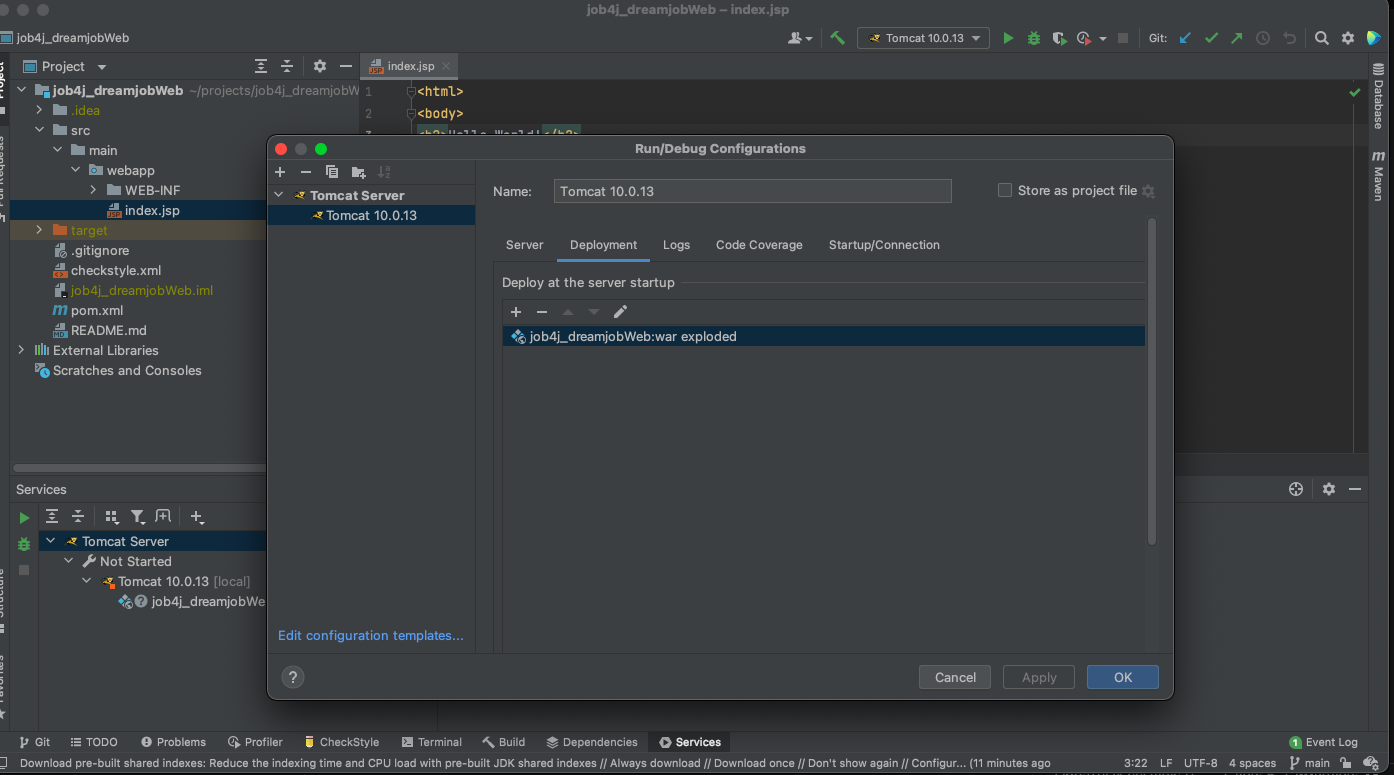 job4j_dreamjobWeb – index.jsp
job4j_dreamjobWeb
Tomcat 10.0.13
Git:
Project
index.jsp
job4j_dreamjobWeb ~/projects/job4j_dreamjobW
.idea
src
main
webapp
WEB-INF
index.jsp
target
.gitignore
checkstyle.xml
job4j_dreamjobWeb.iml
pom.xml
README.md
External Libraries
Scratches and Consoles
1 <html>
2 <body>
Database
Maven
Run/Debug Configurations
Tomcat Server
Tomcat 10.0.13
Name: Tomcat 10.0.13
Store as project file
Server Deployment Logs Code Coverage Startup/Connection
Deploy at the server startup
job4j_dreamjobWeb:war exploded
Edit configuration templates...
? Cancel Apply OK
Services
Tomcat Server
Not Started
Tomcat 10.0.13 [local]
job4j_dreamjobWe
Git TODO Problems Profiler CheckStyle Terminal Build Dependencies Services 1 Event Log
Download pre-built shared indexes: Reduce the indexing time and CPU load with pre-built JDK shared indexes // Always download // Download once // Don't show again // Configur... (11 minutes ago 3:22 LF UTF-8 4 spaces main